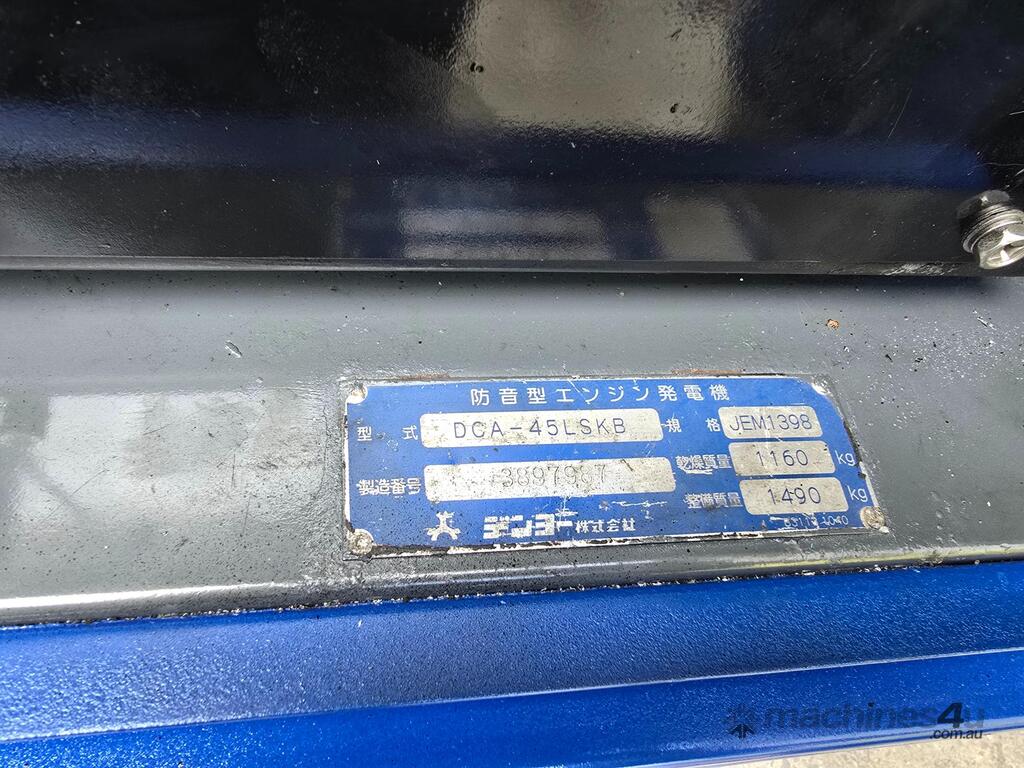 防音型エンジン発電機
型式 DCA-45LSKB 規格 JEM1398
製造番号 3897987 乾燥質量 1160 kg
整備質量 1490 kg
デンヨー株式会社
machines4u
.com.au